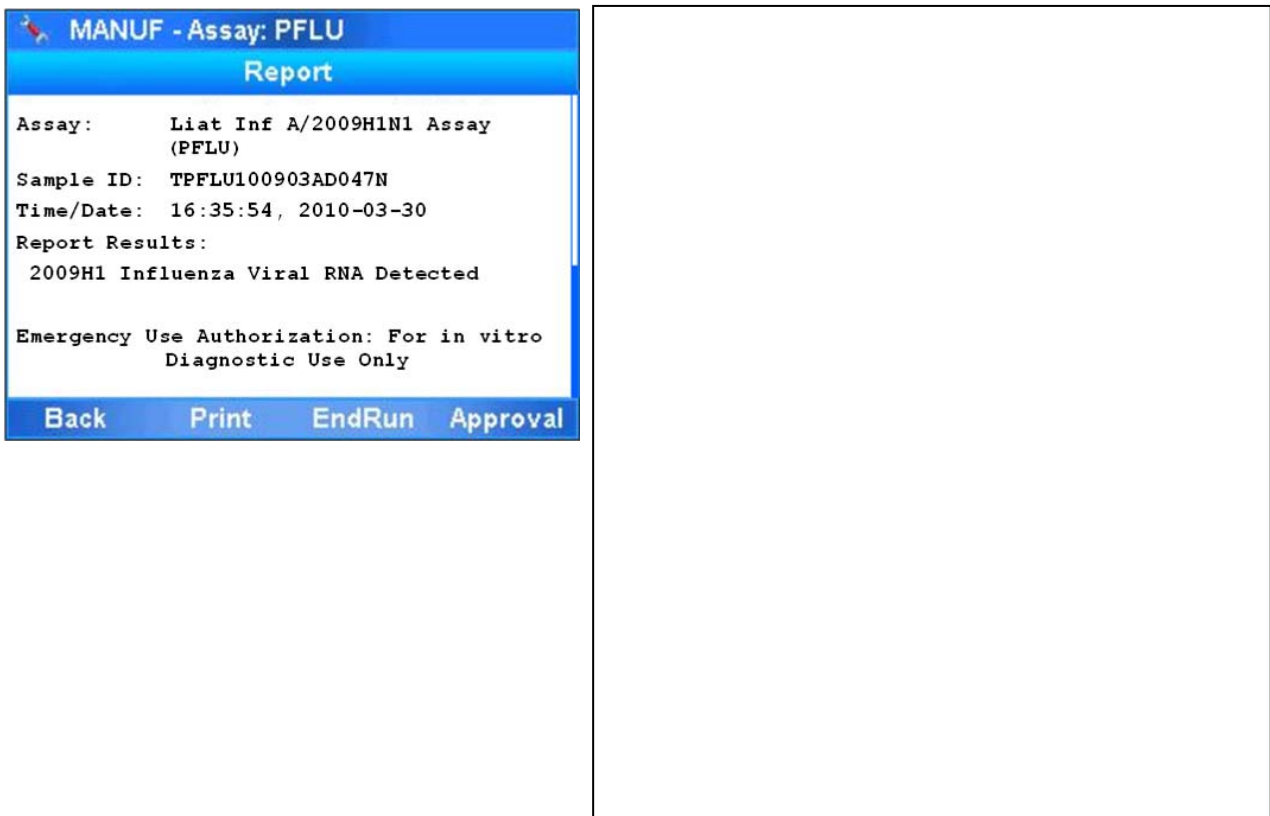 MANUF - Assay: PFLU
Report
Assay: Liat Inf A/2009H1N1 Assay
(PFLU)
Sample ID: TPFLU100903AD047N
Time/Date: 16:35:54, 2010-03-30
Report Results:
2009H1 Influenza Viral RNA Detected
Emergency Use Authorization: For in vitro
Diagnostic Use Only
Back Print EndRun Approval